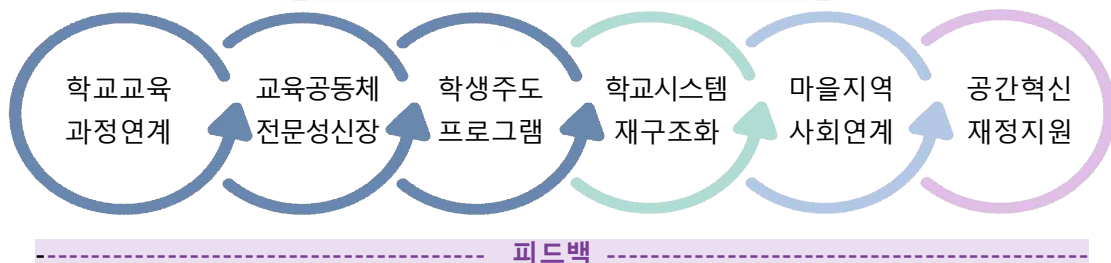 학교교육
과정연계
교육공동체
전문성신장
학생주도
프로그램
학교시스템
재구조화
마을지역
사회연계
공간혁신
재정지원
피드백